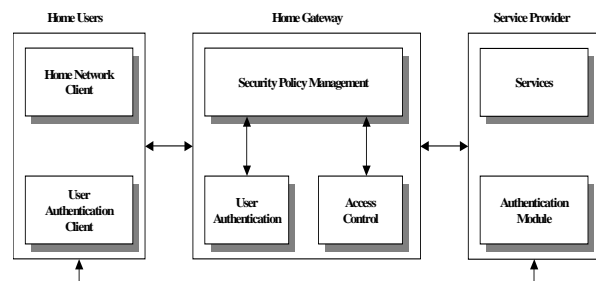 Home Users
Home Gateway
Service Provider
Home Network
Client
Security Policy Management
Services
User
Authentication
Client
User
Authentication
Access
Control
Authentication
Module